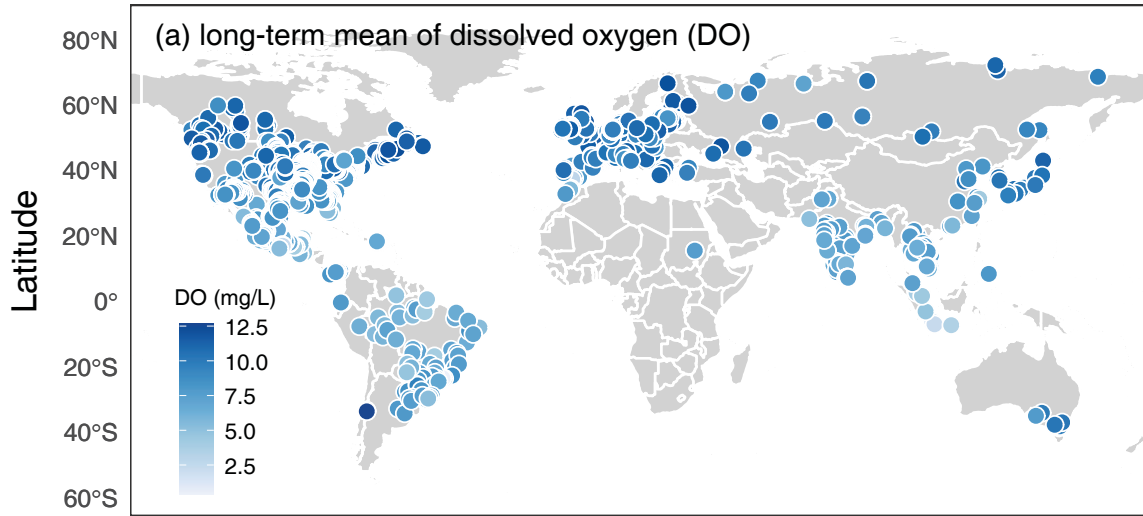 (a) long-term mean of dissolved oxygen (DO)
Latitude
80°N
60°N
40°N
20°N
0°
20°S
40°S
60°S
DO (mg/L)
12.5
10.0
7.5
5.0
2.5